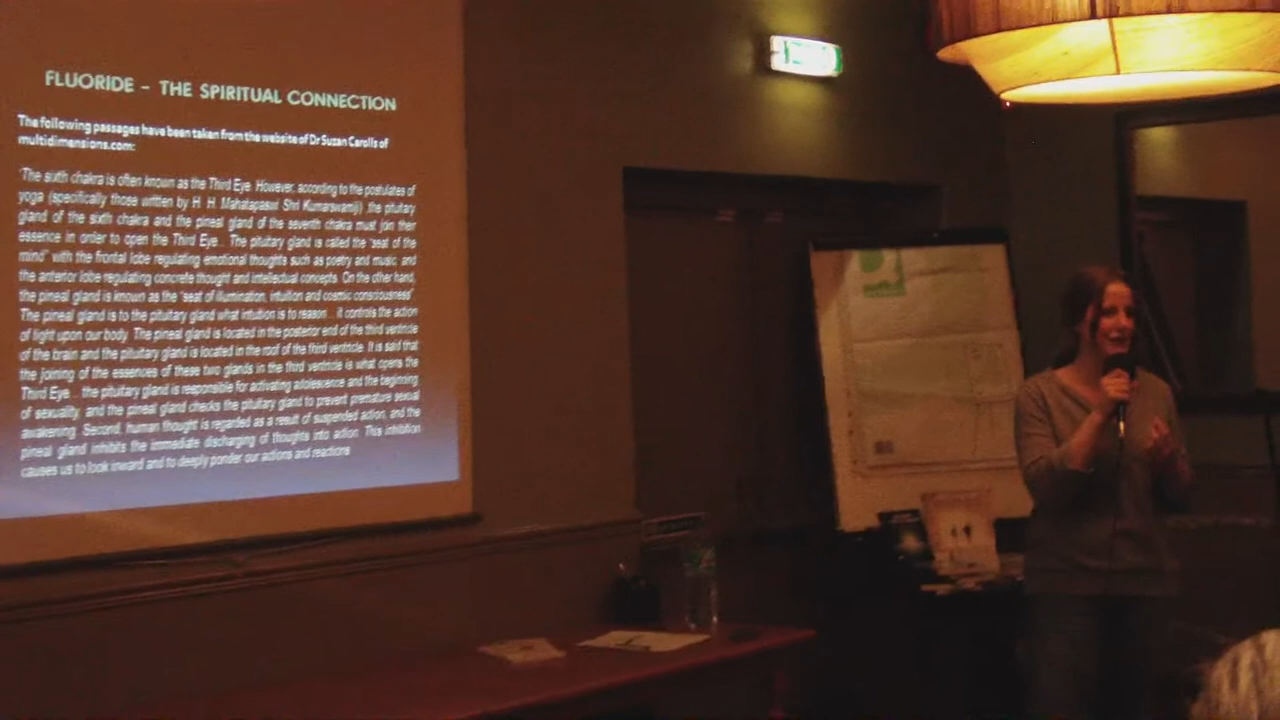 FLUORIDE – THE SPIRITUAL CONNECTION
The following passages have been taken from the website of Dr Suzan Carolls of
multidimensions.com:
'The sixth chakra is often known as the Third Eye. However, according to the postulates of
yoga (specifically those written by H. H. Mahatapaswi Shri Kumarswamiji) ,the pituitary
gland of the sixth chakra and the pineal gland of the seventh chakra must join their
essence in order to open the Third Eye... The pituitary gland is called the "seat of the
mind" with the frontal lobe regulating emotional thoughts such as poetry and music, and
the anterior lobe regulating concrete thought and intellectual concepts. On the other hand,
the pineal gland is known as the "seat of illumination, intuition and cosmic consciousness"
The pineal gland is to the pituitary gland what intuition is to reason... it controls the action
of light upon our body. The pineal gland is located in the posterior end of the third ventricle
of the brain and the pituitary gland is located in the roof of the third ventricle. It is said that
the joining of the essences of these two glands in the third ventricle is what opens the
Third Eye... the pituitary gland is responsible for activating adolescence and the beginning
of sexuality, and the pineal gland checks the pituitary gland to prevent premature sexual
awakening. Second, human thought is regarded as a result of suspended action, and the
pineal gland inhibits the immediate discharging of thoughts into action. This inhibition
causes us to look inward and to deeply ponder our actions and reactions